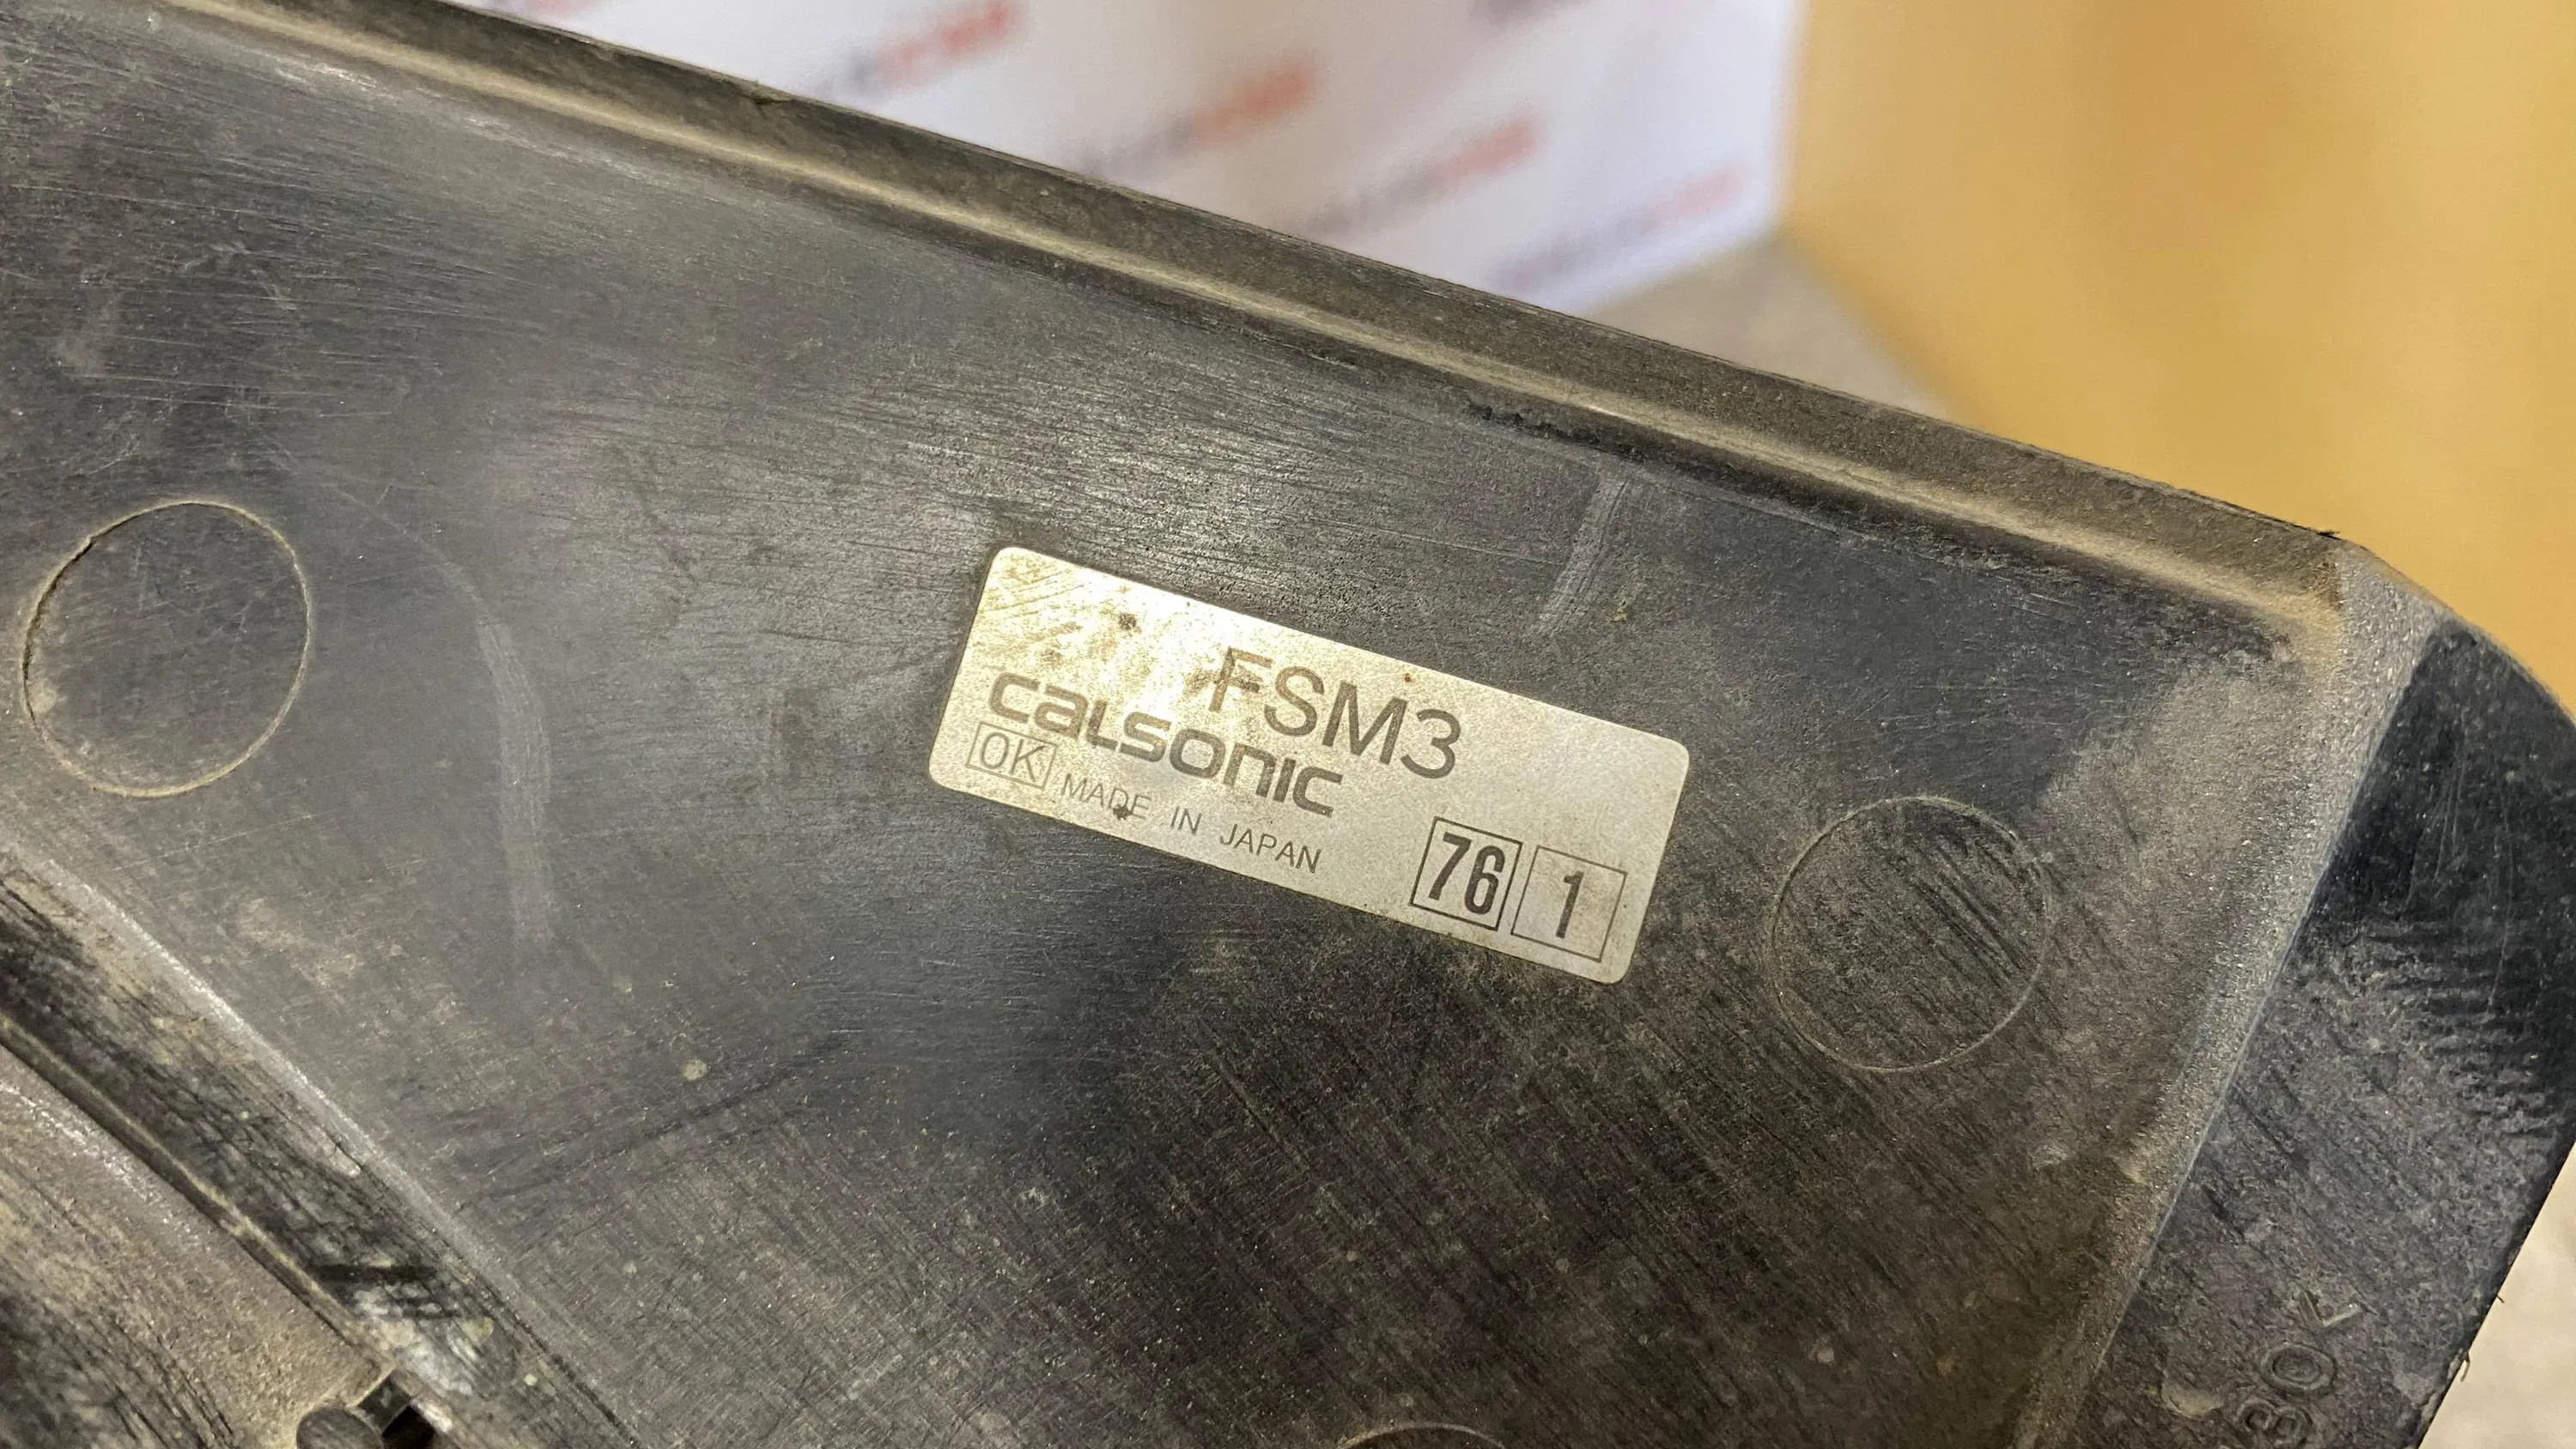 FSM3
calsonic
OK MADE IN JAPAN
76 1